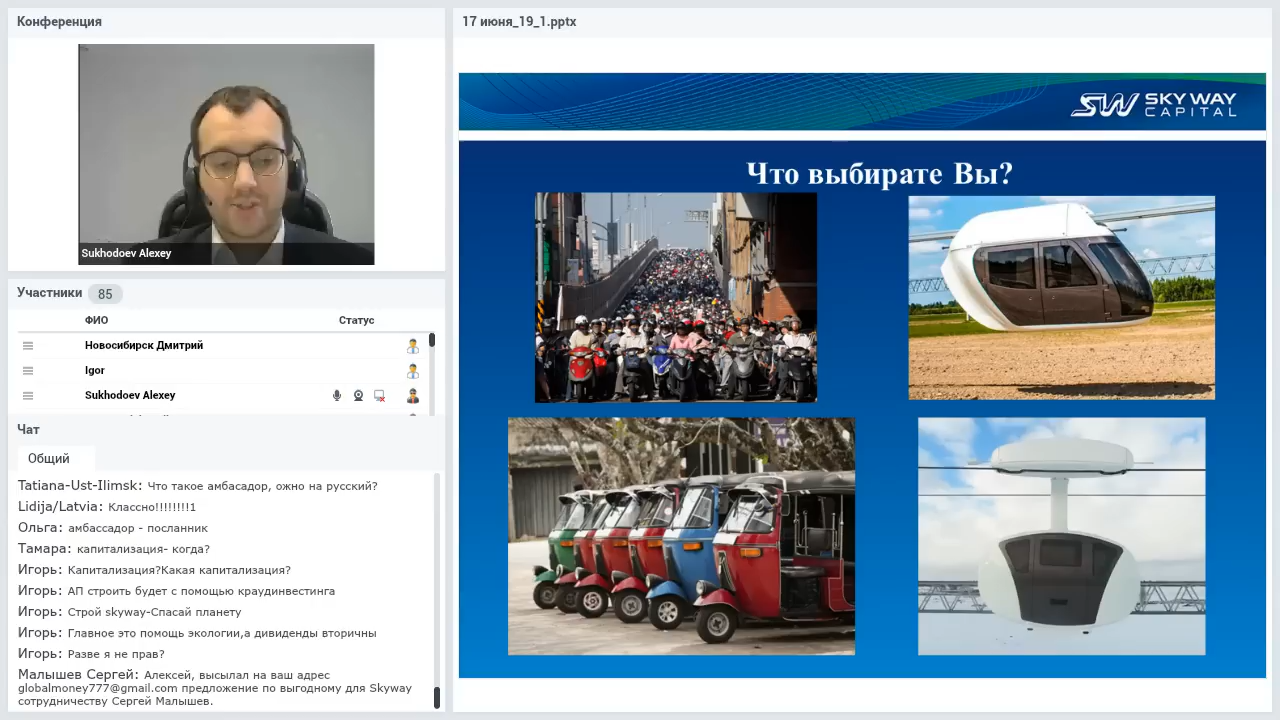 Конференция
Sukhodoev Alexey
Участники 85
ФИО Статус
Новосибирск Дмитрий
Igor
Sukhodoev Alexey
Чат
Общий
Tatiana-Ust-Ilimsk: Что такое амбасадор, ожно на русский?
Lidija/Latvia: Классно!!!!!!!!1
Ольга: амбассадор - посланник
Тамара: капитализация- когда?
Игорь: Капитализация?Какая капитализация?
Игорь: АП строить будет с помощью краудинвестинга
Игорь: Строй skyway-Спасай планету
Игорь: Главное это помощь экологии,а дивиденды вторичны
Игорь: Разве я не прав?
Малышев Сергей: Алексей, высылал на ваш адрес
globalmoney777@gmail.com предложение по выгодному для Skyway
сотрудничеству Сергей Малышев.
17 июня_19_1.pptx
SW SKY WAY
CAPITAL
Что выбирате Вы?